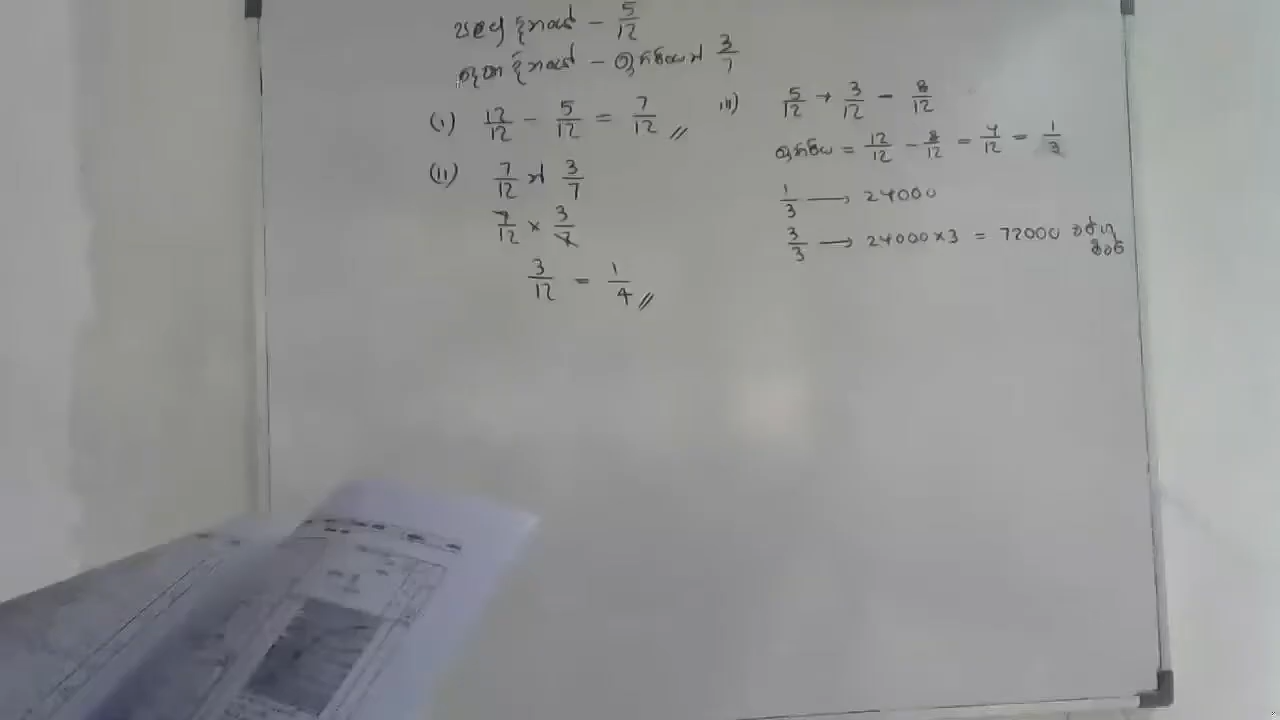 පළමු දිනයේ - 5/12
දෙන දිනයේ - ඉතිරියෙන් 3/7
(i) 12/12 - 5/12 = 7/12 //
(ii) 7/12 න් 3/7
7/12 × 3/7
3/12 = 1/4 //
iii) 5/12 + 3/12 - 8/12
ඉතිරිය = 12/12 - 8/12 = 4/12 = 1/3
1/3 → 24000
3/3 → 24000×3 = 72000